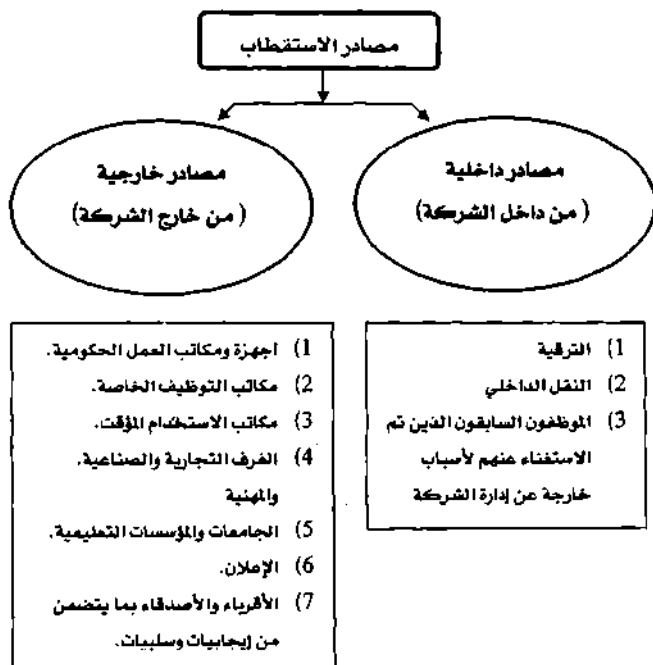 مصادر الاستقطاب
مصادر داخلية
(من داخل الشركة)
مصادر خارجية
(من خارج الشركة)
1) الترقية
2) النقل الداخلي
3) الموظفون السابقون الذين تم
الاستغناء عنهم لأسباب
خارجة عن إدارة الشركة
1) اجهزة ومكاتب العمل الحكومية.
2) مكاتب التوظيف الخاصة.
3) مكاتب الاستخدام المؤقت.
4) الغرف التجارية والصناعية.
والمهنية
5) الجامعات والمؤسسات التعليمية.
6) الإعلان.
7) الأقرباء والأصدقاء بما يتضمن
من إيجابيات وسلبيات.